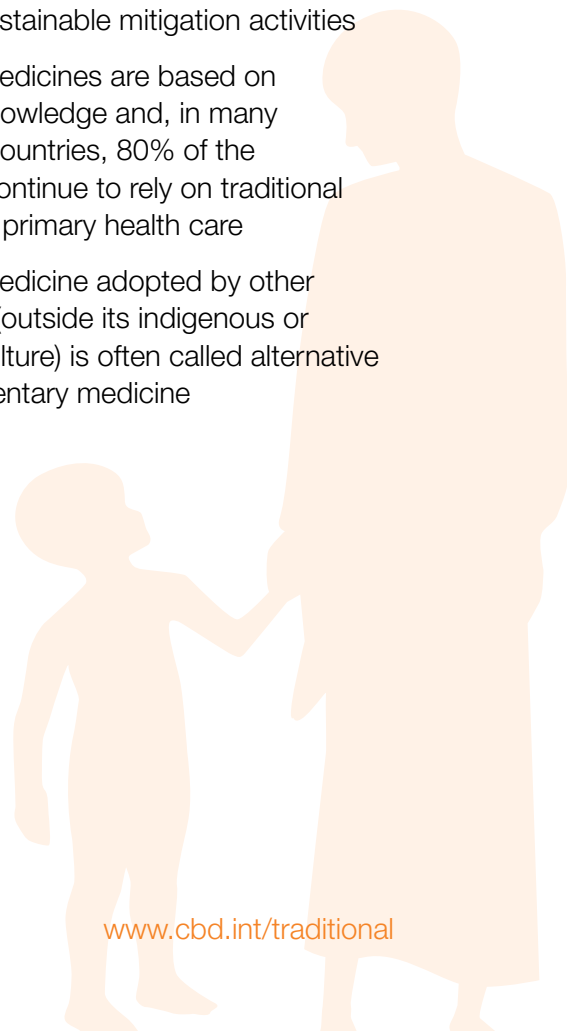 stainable mitigation activities
edicines are based on
owledge and, in many
ountries, 80% of the
ontinue to rely on traditional
primary health care
edicine adopted by other
(outside its indigenous or
lture) is often called alternative
entary medicine
www.cbd.int/traditional